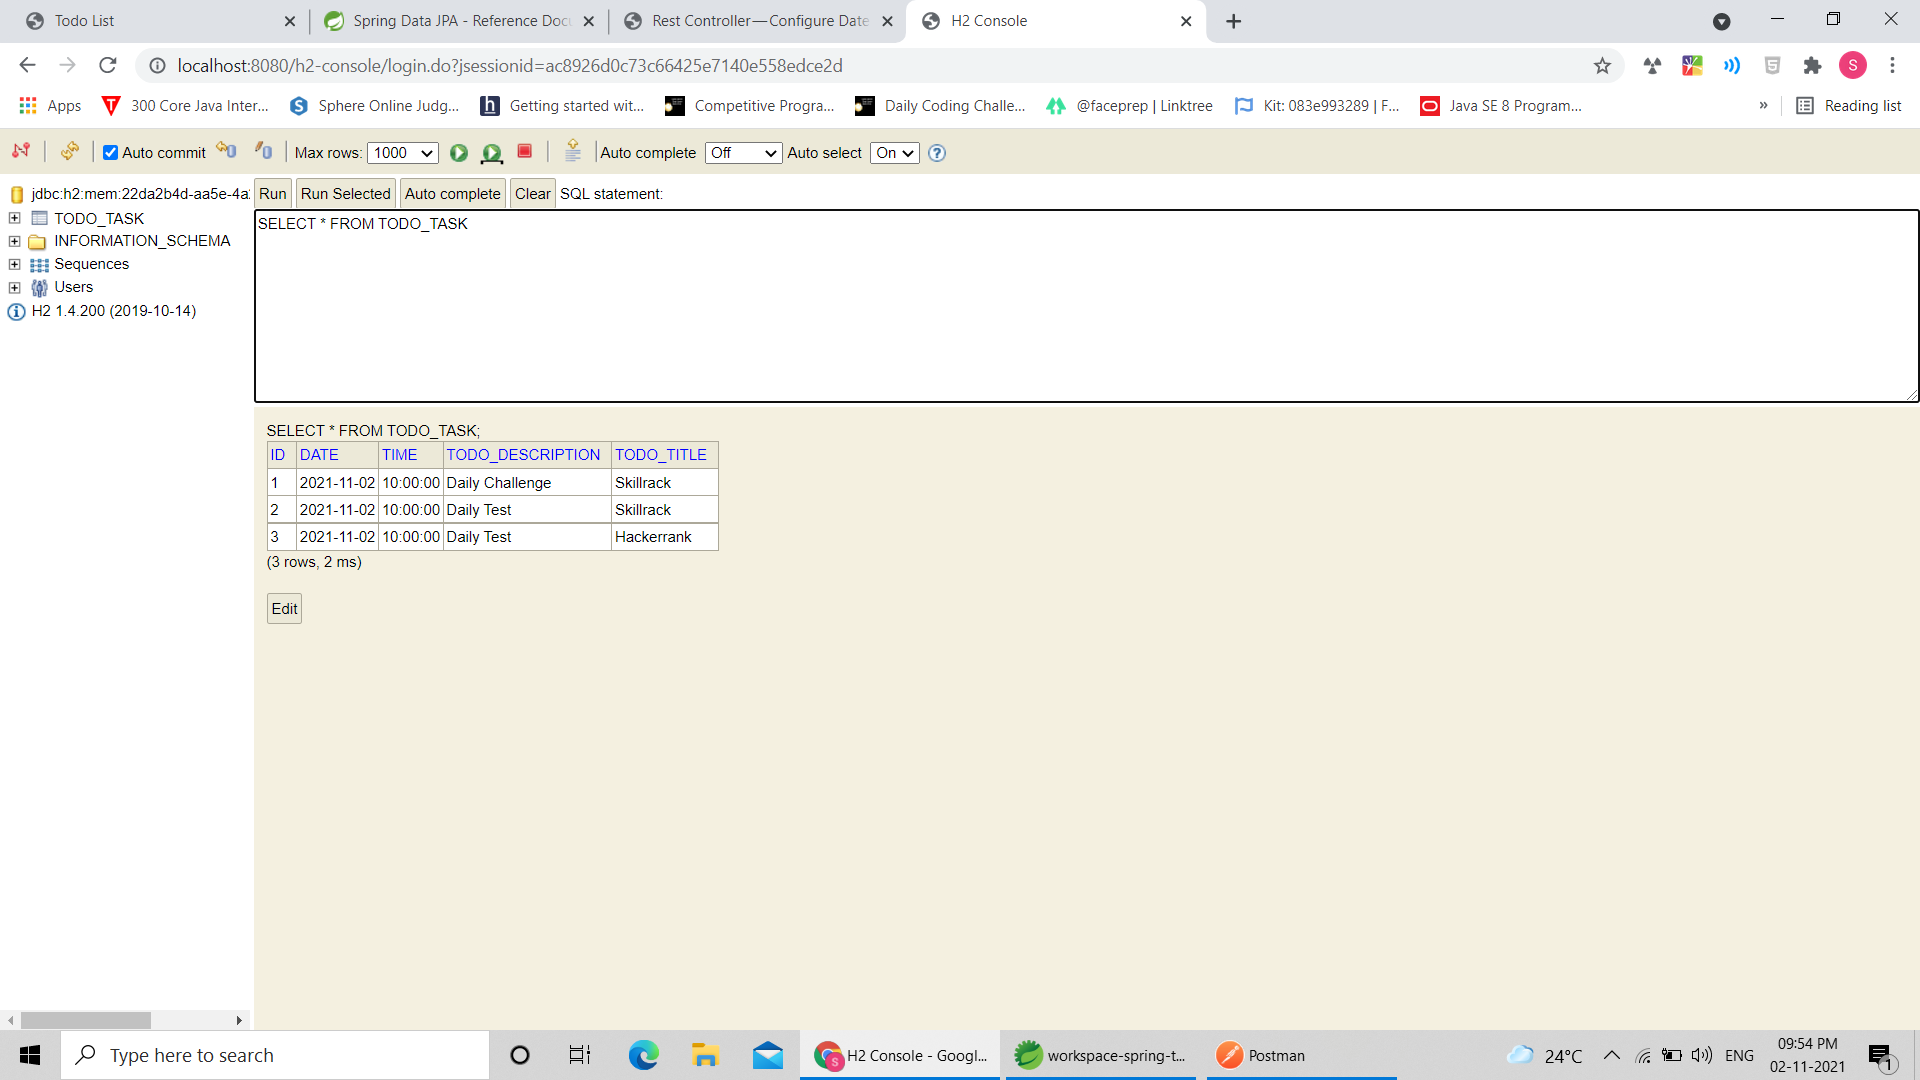 Todo List
Spring Data JPA - Reference Doc
Rest Controller — Configure Date
H2 Console
localhost:8080/h2-console/login.do?jsessionid=ac8926d0c73c66425e7140e558edce2d
S
Apps
300 Core Java Inter...
Sphere Online Judg...
Getting started wit...
Competitive Progra...
Daily Coding Challe...
@faceprep | Linktree
Kit: 083e993289 | F...
Java SE 8 Program...
»
Reading list
Auto commit
Max rows: 1000
Auto complete Off
Auto select On
jdbc:h2:mem:22da2b4d-aa5e-4a
TODO_TASK
INFORMATION_SCHEMA
Sequences
Users
H2 1.4.200 (2019-10-14)
Run Run Selected Auto complete Clear SQL statement:
SELECT * FROM TODO_TASK
SELECT * FROM TODO_TASK;
ID DATE TIME TODO_DESCRIPTION TODO_TITLE
1 2021-11-02 10:00:00 Daily Challenge Skillrack
2 2021-11-02 10:00:00 Daily Test Skillrack
3 2021-11-02 10:00:00 Daily Test Hackerrank
(3 rows, 2 ms)
Edit
Type here to search
H2 Console - Googl...
workspace-spring-t...
Postman
24°C
ENG
09:54 PM
02-11-2021
1